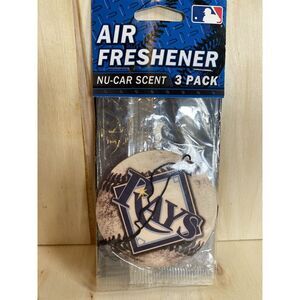 AIR
FRESHENER
NU-CAR SCENT 3 PACK
RAYS